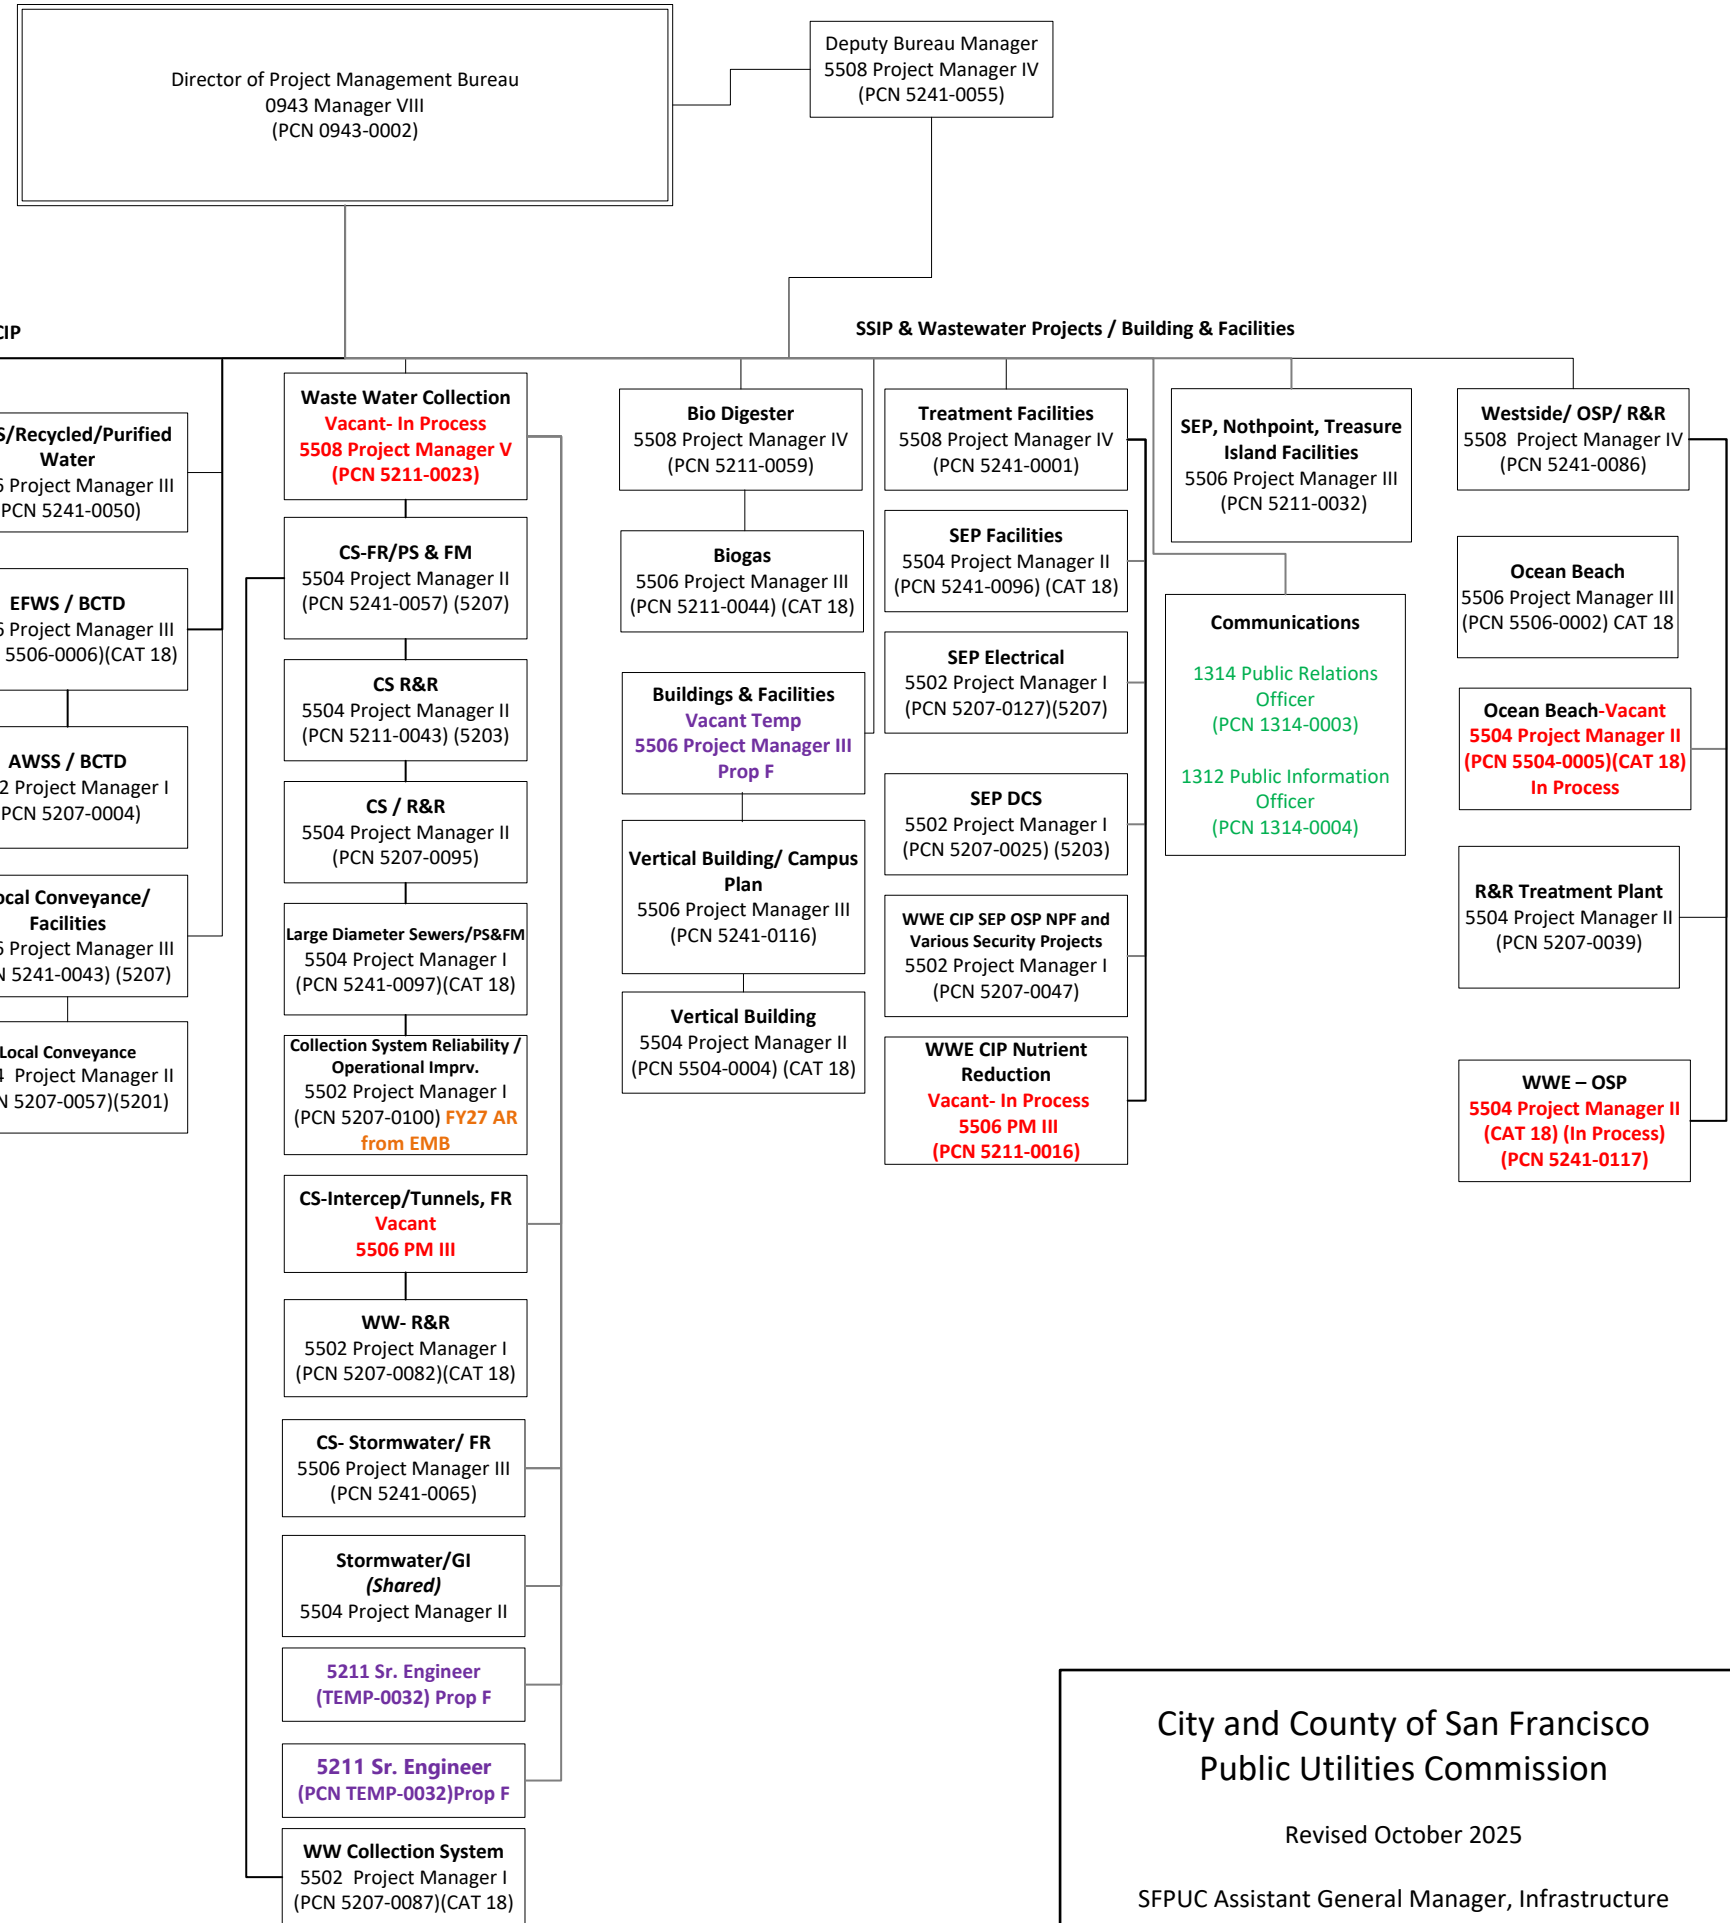 Director of Project Management Bureau
0943 Manager VIII
(PCN 0943-0002)
Deputy Bureau Manager
5508 Project Manager IV
(PCN 5241-0055)
CIP
SSIP & Wastewater Projects / Building & Facilities
S/Recycled/Purified
Water
6 Project Manager III
(PCN 5241-0050)
EFWS / BCTD
6 Project Manager III
5506-0006)(CAT 18)
AWSS / BCTD
2 Project Manager I
(PCN 5207-0004)
ocal Conveyance/
Facilities
6 Project Manager III
N 5241-0043) (5207)
Local Conveyance
4  Project Manager II
N 5207-0057)(5201)
Waste Water Collection
Vacant- In Process
5508 Project Manager V
(PCN 5211-0023)
CS-FR/PS & FM
5504 Project Manager II
(PCN 5241-0057) (5207)
CS R&R
5504 Project Manager II
(PCN 5211-0043) (5203)
CS / R&R
5504 Project Manager II
(PCN 5207-0095)
Large Diameter Sewers/PS&FM
5504 Project Manager I
(PCN 5241-0097)(CAT 18)
Collection System Reliability /
Operational Imprv.
5502 Project Manager I
(PCN 5207-0100) FY27 AR
from EMB
CS-Intercep/Tunnels, FR
Vacant
5506 PM III
WW- R&R
5502 Project Manager I
(PCN 5207-0082)(CAT 18)
CS- Stormwater/ FR
5506 Project Manager III
(PCN 5241-0065)
Stormwater/GI
(Shared)
5504 Project Manager II
5211 Sr. Engineer
(TEMP-0032) Prop F
5211 Sr. Engineer
(PCN TEMP-0032)Prop F
WW Collection System
5502  Project Manager I
(PCN 5207-0087)(CAT 18)
Bio Digester
5508 Project Manager IV
(PCN 5211-0059)
Biogas
5506 Project Manager III
(PCN 5211-0044) (CAT 18)
Buildings & Facilities
Vacant Temp
5506 Project Manager III
Prop F
Vertical Building/ Campus
Plan
5506 Project Manager III
(PCN 5241-0116)
Vertical Building
5504 Project Manager II
(PCN 5504-0004) (CAT 18)
Treatment Facilities
5508 Project Manager IV
(PCN 5241-0001)
SEP Facilities
5504 Project Manager II
(PCN 5241-0096) (CAT 18)
SEP Electrical
5502 Project Manager I
(PCN 5207-0127)(5207)
SEP DCS
5502 Project Manager I
(PCN 5207-0025) (5203)
WWE CIP SEP OSP NPF and
Various Security Projects
5502 Project Manager I
(PCN 5207-0047)
WWE CIP Nutrient
Reduction
Vacant- In Process
5506 PM III
(PCN 5211-0016)
SEP, Nothpoint, Treasure
Island Facilities
5506 Project Manager III
(PCN 5211-0032)
Communications
1314 Public Relations
Officer
(PCN 1314-0003)
1312 Public Information
Officer
(PCN 1314-0004)
Westside/ OSP/ R&R
5508  Project Manager IV
(PCN 5241-0086)
Ocean Beach
5506 Project Manager III
(PCN 5506-0002) CAT 18
Ocean Beach-Vacant
5504 Project Manager II
(PCN 5504-0005)(CAT 18)
In Process
R&R Treatment Plant
5504 Project Manager II
(PCN 5207-0039)
WWE – OSP
5504 Project Manager II
(CAT 18) (In Process)
(PCN 5241-0117)
City and County of San Francisco
Public Utilities Commission
Revised October 2025
SFPUC Assistant General Manager, Infrastructure